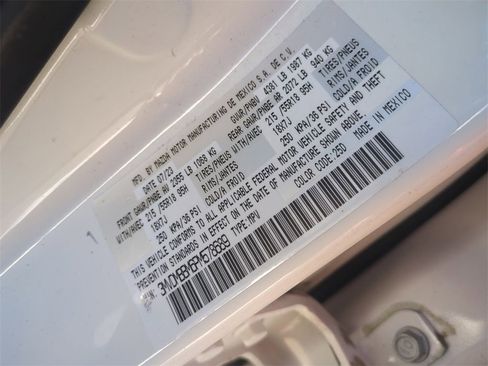 MFD. BY MAZDA MOTOR MANUFACTURING DE MEXICO S.A. DE C.V.
DATE: 07/23 GVWR/PNBV 4381 LB 1987 KG
FRONT GAWR/PNBE AV 2355 LB 1068 KG REAR GAWR/PNBE AR 2072 LB 940 KG
WITH/AVEC 215/55R18 95H TIRES/PNEUS WITH/AVEC 215/55R18 95H TIRES/PNEUS
18X7J RIMS/JANTES 18X7J RIMS/JANTES
250 KPA/36 PSI COLD/A FROID 250 KPA/36 PSI COLD/A FROID
THIS VEHICLE CONFORMS TO ALL APPLICABLE FEDERAL MOTOR VEHICLE SAFETY AND THEFT
PREVENTION STANDARDS IN EFFECT ON THE DATE OF MANUFACTURE SHOWN ABOVE.
TYPE:MPV COLOR CODE:25D
MADE IN MEXICO